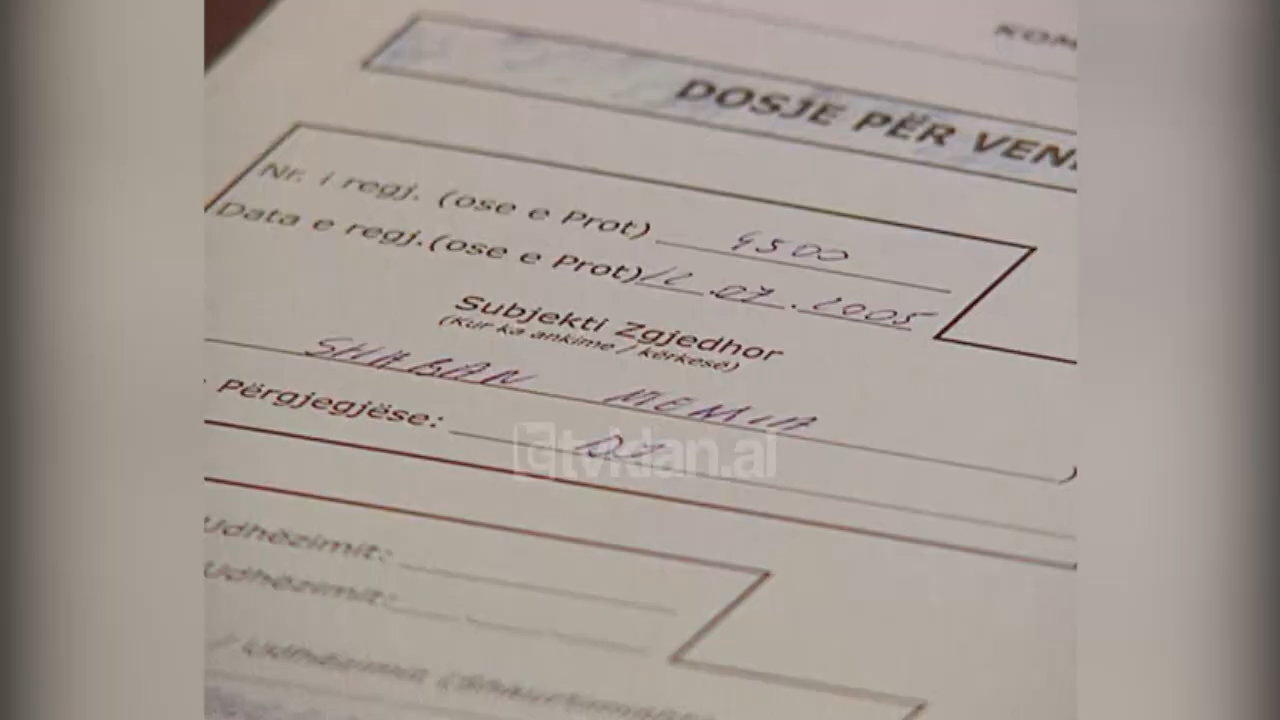 KOM
DOSJE PËR VEN
Nr. i regj. (ose e Prot) 4500
Data e regj.(ose e Prot) 12.07.2005
Subjekti Zgjedhor
(Kur ka ankime / kërkesë)
SHABAN MEMIA )
Përgjegjëse:
tvklan.al
Udhëzimit:
Udhëzimit:
/ Udhëzimit